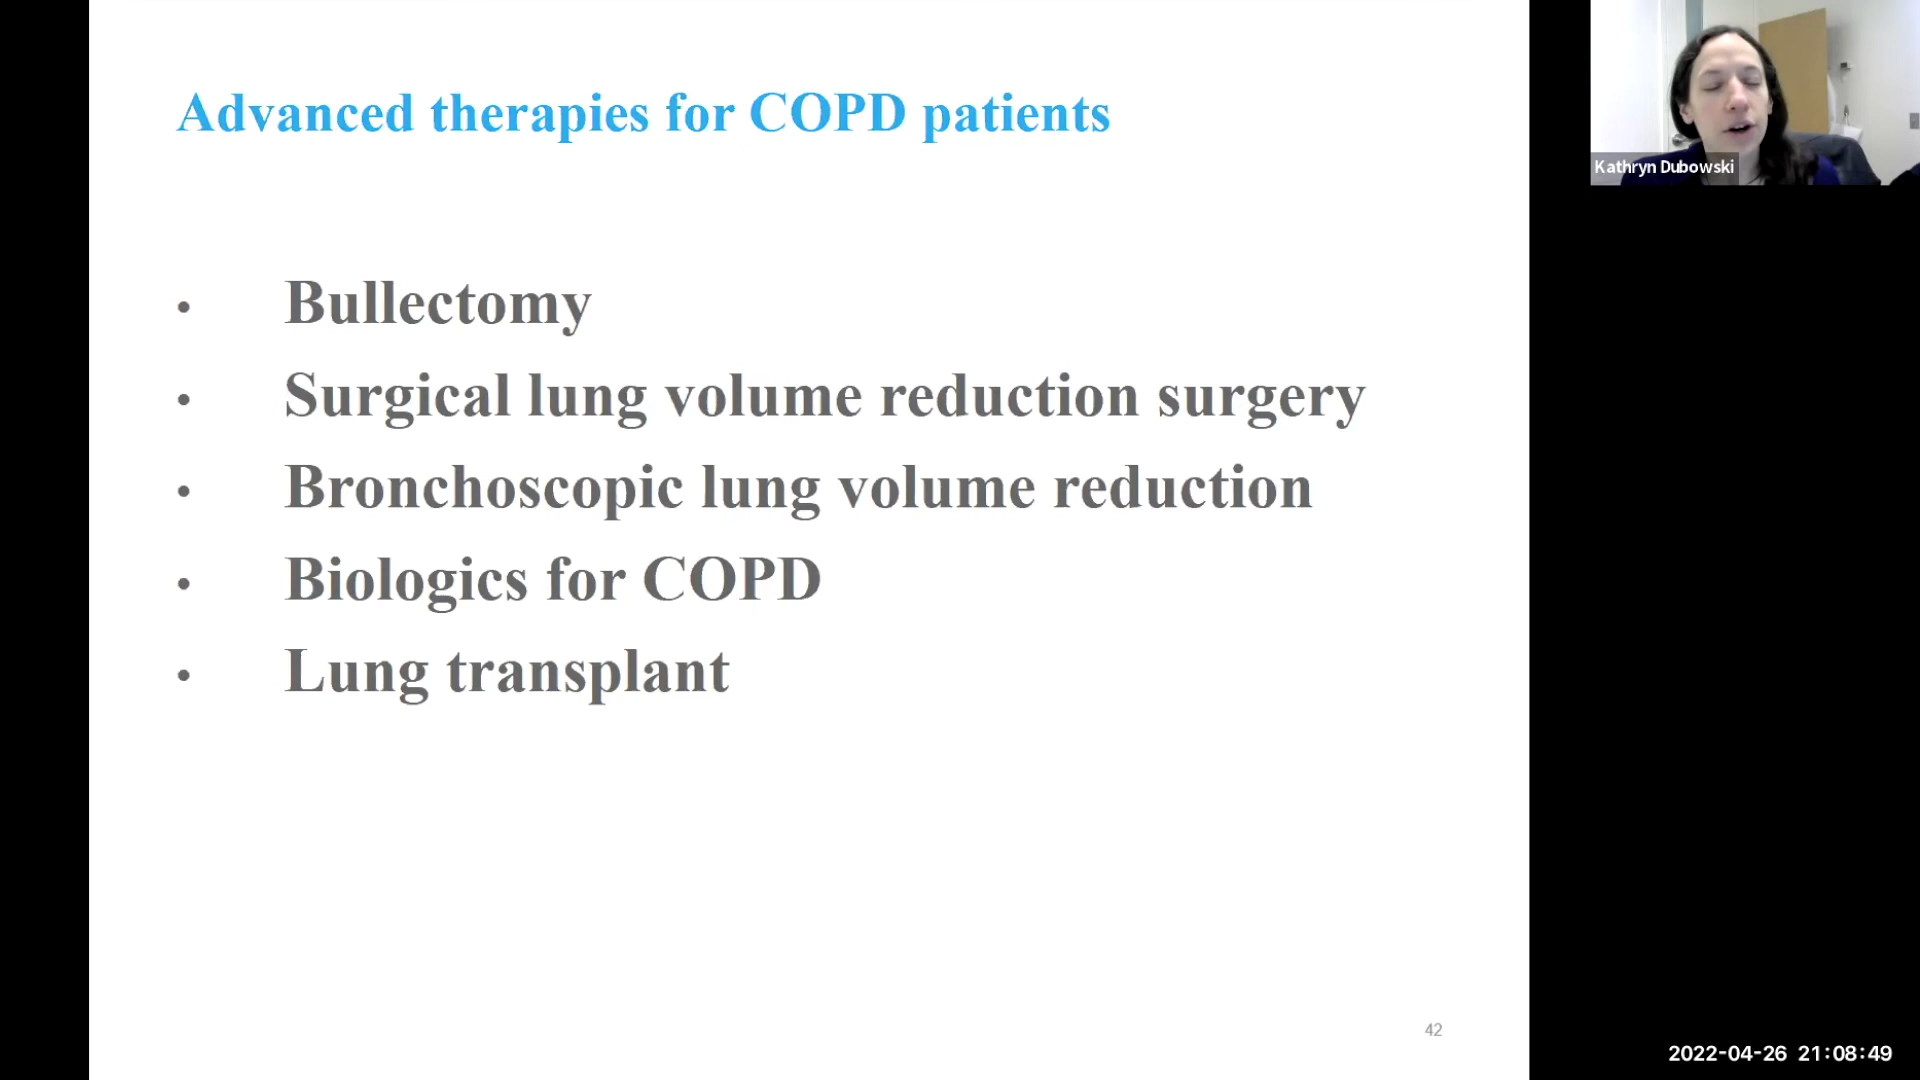 Advanced therapies for COPD patients
• Bullectomy
• Surgical lung volume reduction surgery
• Bronchoscopic lung volume reduction
• Biologics for COPD
• Lung transplant
42
Kathryn Dubowski
2022-04-26 21:08:49